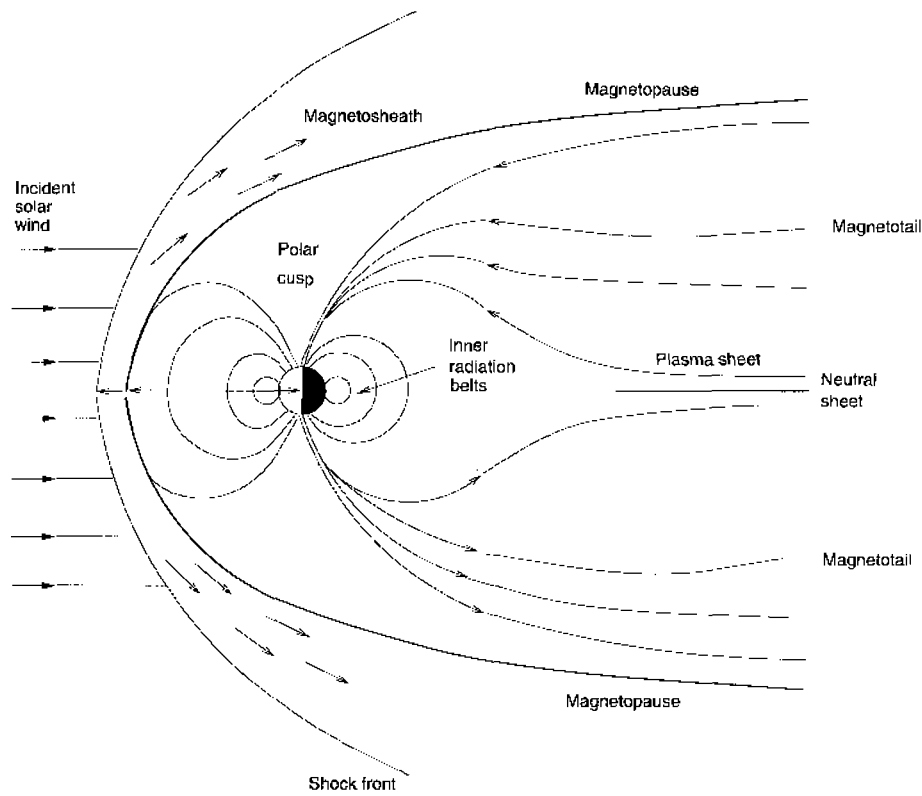 Magnetopause
Magnetosheath
Incident
solar
wind
Magnetotail
Polar
cusp
Inner
radiation
belts
Plasma sheet
Neutral
sheet
Magnetotail
Magnetopause
Shock front